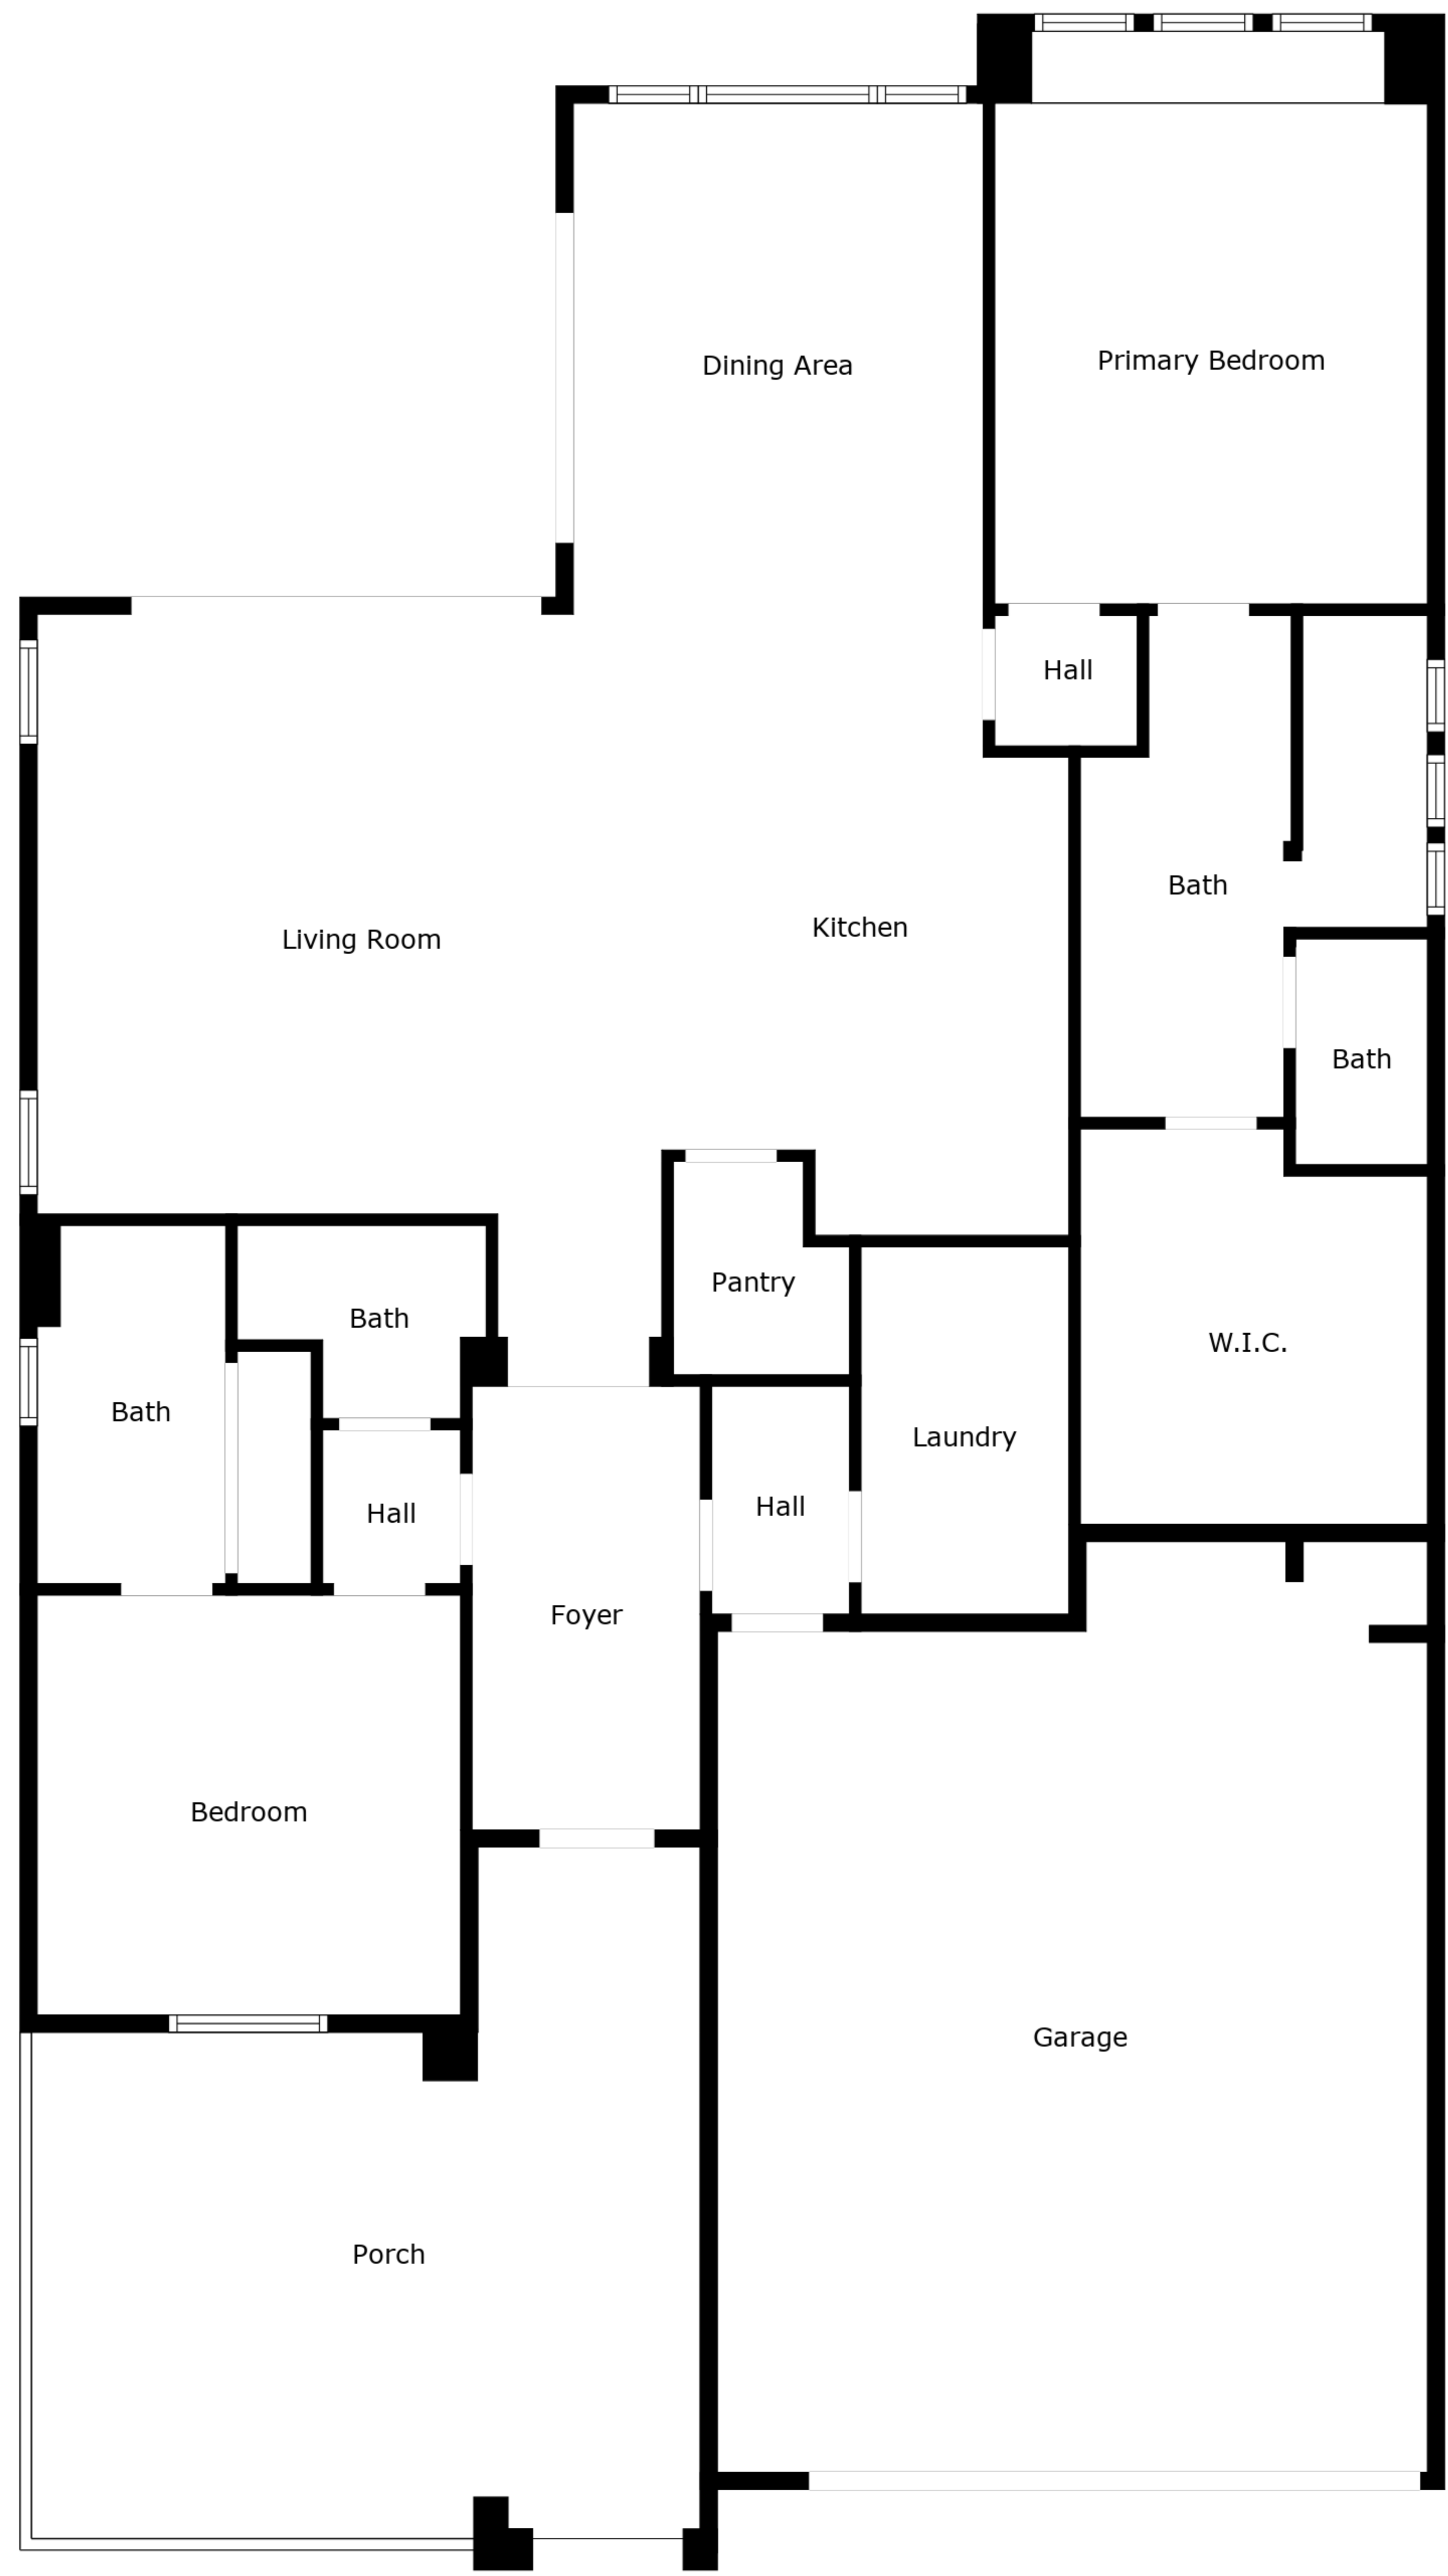 Dining Area
Primary Bedroom
Hall
Bath
Living Room
Kitchen
Bath
Pantry
Bath
W.I.C.
Bath
Laundry
Hall
Hall
Foyer
Bedroom
Garage
Porch